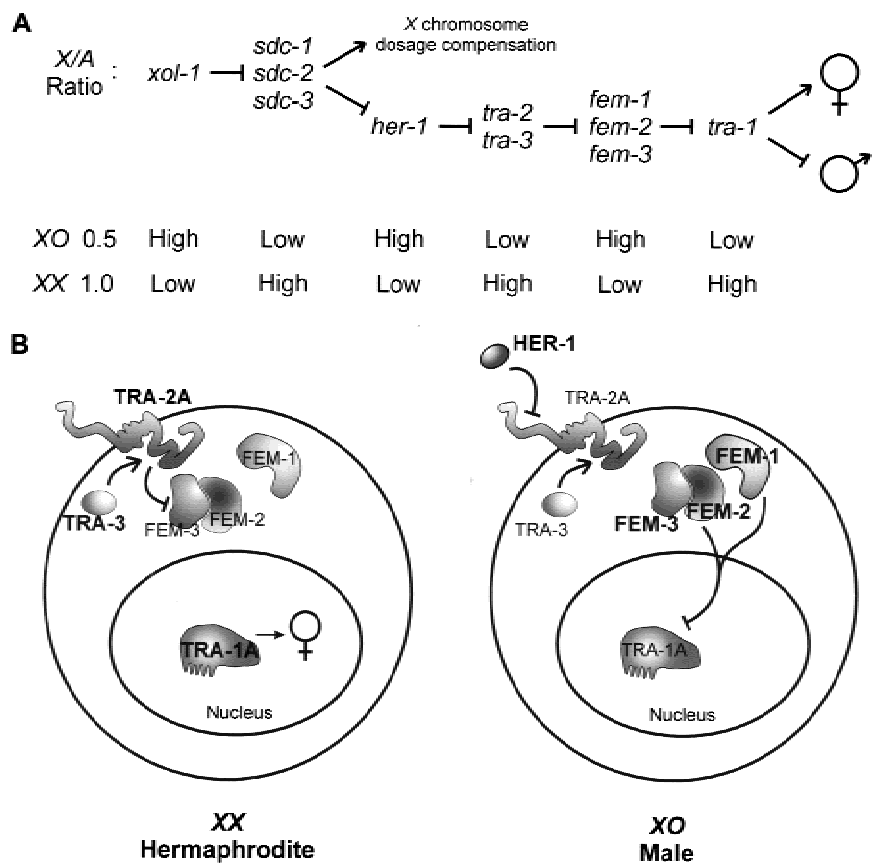 A
X chromosome
dosage compensation
X/A
Ratio :
xol-1
sdc-1
sdc-2
sdc-3
her-1
tra-2
tra-3
fem-1
fem-2
fem-3
tra-1
XO 0.5 High Low High Low High Low
XX 1.0 Low High Low High Low High
B
TRA-2A
FEM-1
TRA-3
FEM-3
FEM-2
TRA-1A
Nucleus
XX
Hermaphrodite
HER-1
TRA-2A
FEM-1
TRA-3
FEM-3
FEM-2
TRA-1A
Nucleus
XO
Male